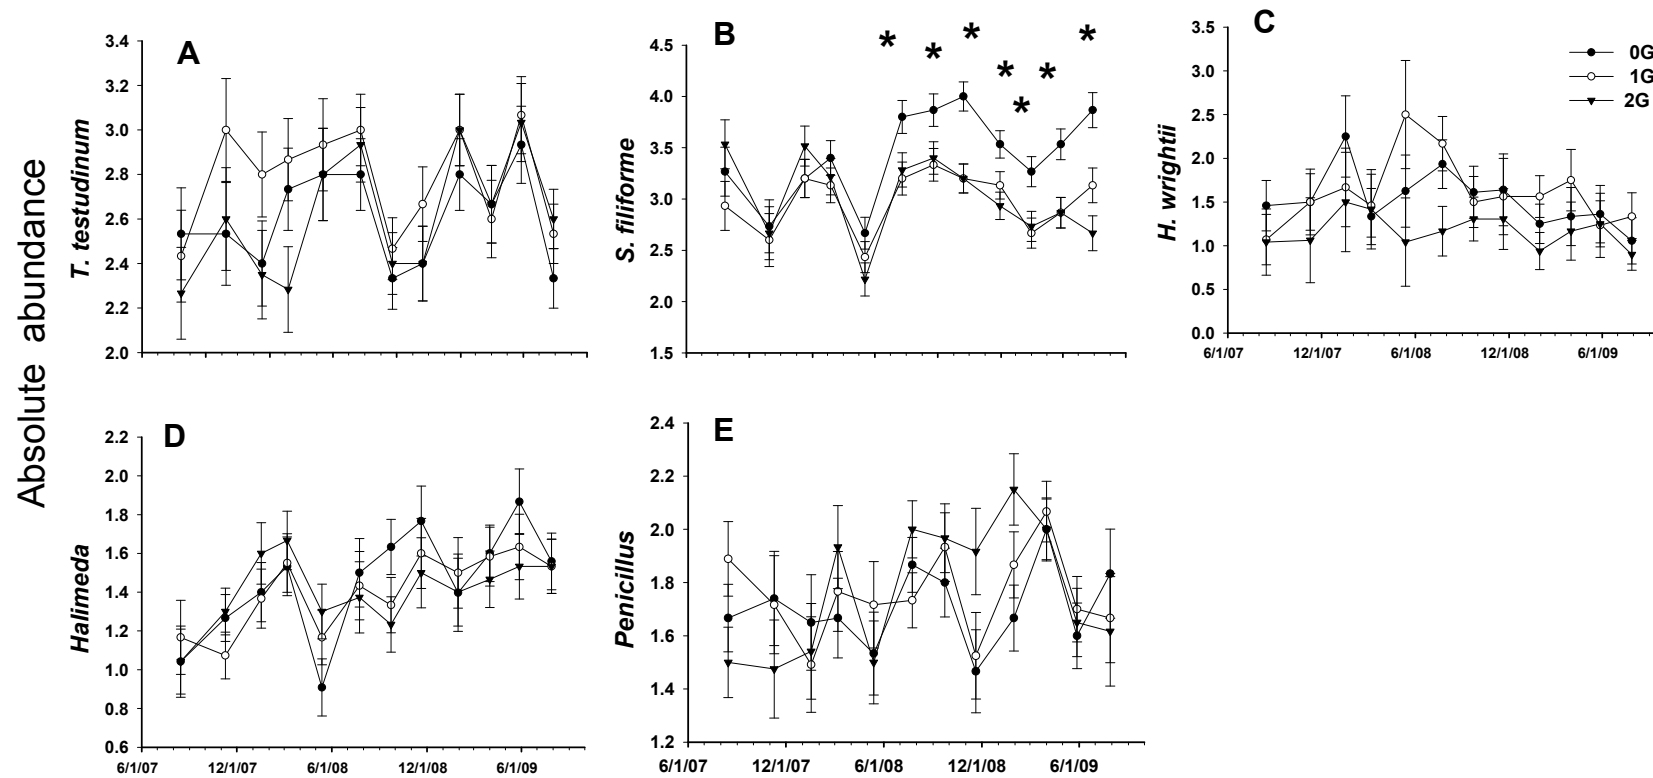 Absolute abundance
A
T. testudinum
3.4
3.2
3.0
2.8
2.6
2.4
2.2
2.0
B
S. filiforme
4.5
4.0
3.5
3.0
2.5
2.0
1.5
* * * * * * *
C
H. wrightii
3.5
3.0
2.5
2.0
1.5
1.0
0.5
0.0
6/1/07 12/1/07 6/1/08 12/1/08 6/1/09
0G
1G
2G
D
Halimeda
2.2
2.0
1.8
1.6
1.4
1.2
1.0
0.8
0.6
6/1/07 12/1/07 6/1/08 12/1/08 6/1/09
E
Penicillus
2.4
2.2
2.0
1.8
1.6
1.4
1.2
6/1/07 12/1/07 6/1/08 12/1/08 6/1/09